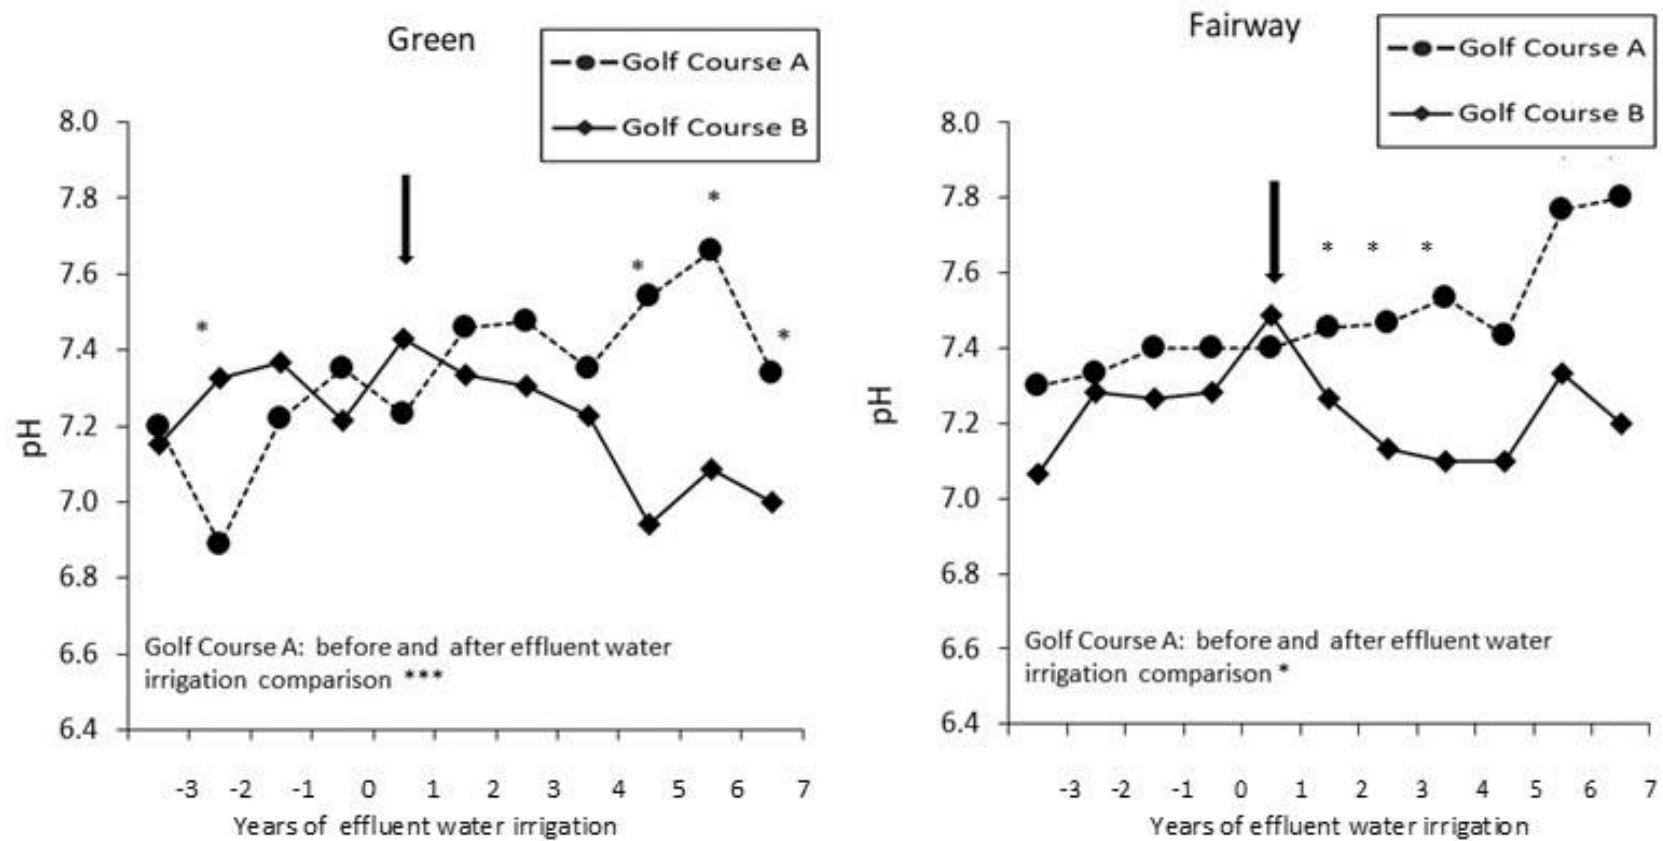 Green
Golf Course A
Golf Course B
8.0
7.8
7.6
7.4
7.2
7.0
6.8
6.6
6.4
pH
*
*
*
*
Golf Course A: before and after effluent water
irrigation comparison ***
-3 -2 -1 0 1 2 3 4 5 6 7
Years of effluent water irrigation
Fairway
Golf Course A
Golf Course B
8.0
7.8
7.6
7.4
7.2
7.0
6.8
6.6
6.4
pH
* * *
Golf Course A: before and after effluent water
irrigation comparison *
-3 -2 -1 0 1 2 3 4 5 6 7
Years of effluent water irrigation